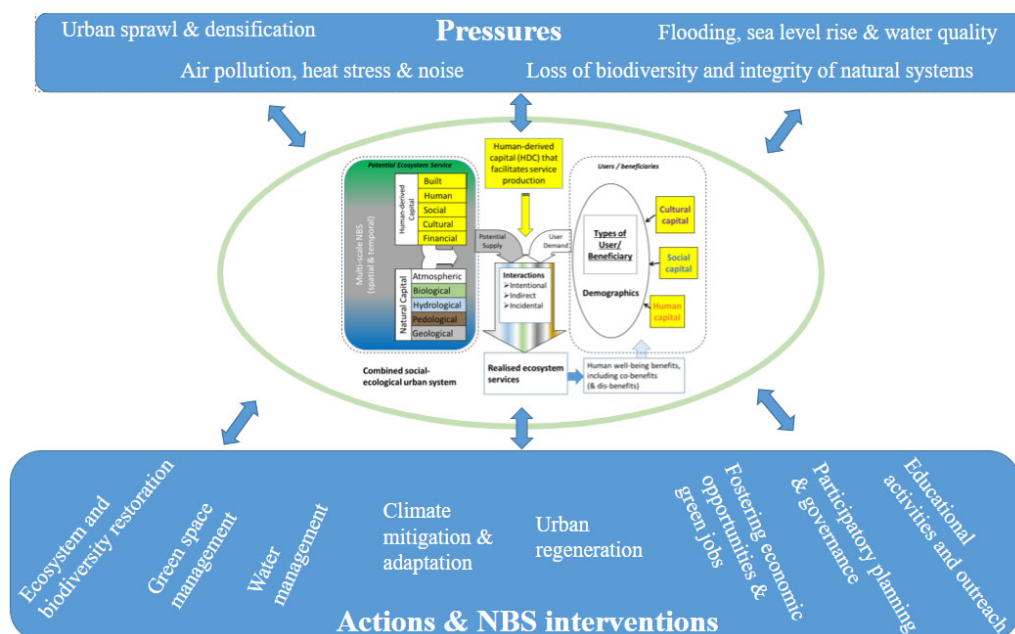 Urban sprawl & densification
Pressures
Flooding, sea level rise & water quality
Air pollution, heat stress & noise
Loss of biodiversity and integrity of natural systems
Potential Ecosystem Service
Multi-scale NBS
(spatial & temporal)
Human-derived
Capital
Built
Human
Social
Cultural
Financial
Natural Capital
Atmospheric
Biological
Hydrological
Pedological
Geological
Combined social-
ecological urban system
Human-derived
capital (HDC) that
facilitates service
production
Potential
Supply
User
Demand
Interactions
➢Intentional
➢Indirect
➢Incidental
Realised ecosystem
services
Users / beneficiaries
Types of
User/
Beneficiary
Demographics
Cultural
capital
Social
capital
Human
capital
Human well-being benefits,
including co-benefits
(& dis-benefits)
Ecosystem and
biodiversity restoration
Green space
management
Water
management
Climate
mitigation &
adaptation
Urban
regeneration
Fostering economic
opportunities &
green jobs
Participatory planning
& governance
Educational
activities and outreach
Actions & NBS interventions